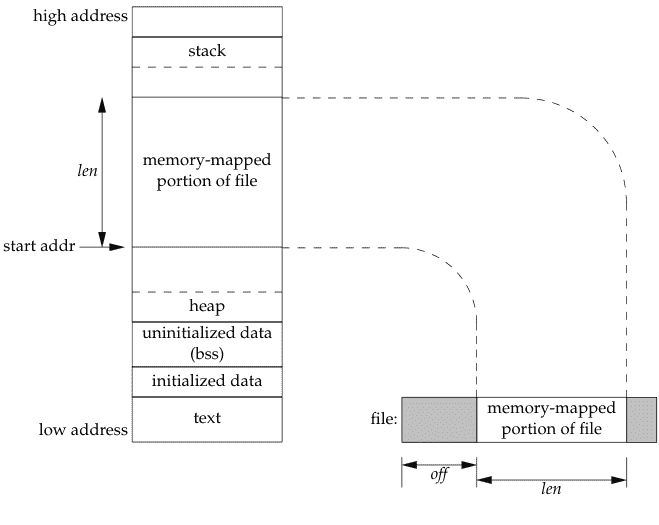 high address
stack
len
memory-mapped
portion of file
start addr
heap
uninitialized data
(bss)
initialized data
text
low address
file:
memory-mapped
portion of file
off
len